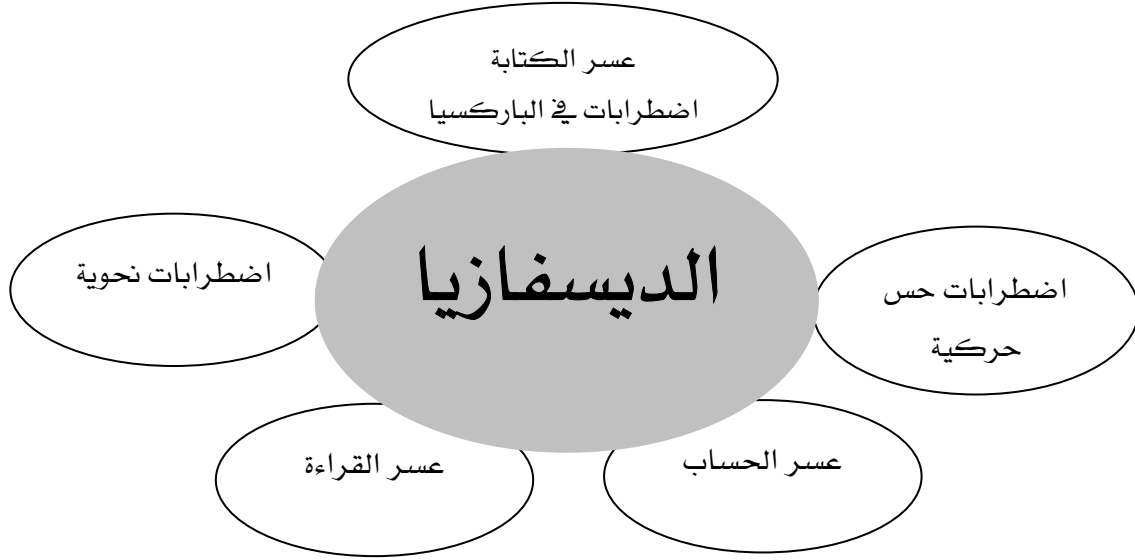 عسر الكتابة
اضطرابات في الباركسيا
الديسفازيا
اضطرابات حس
حركية
اضطرابات نحوية
عسر الحساب
عسر القراءة